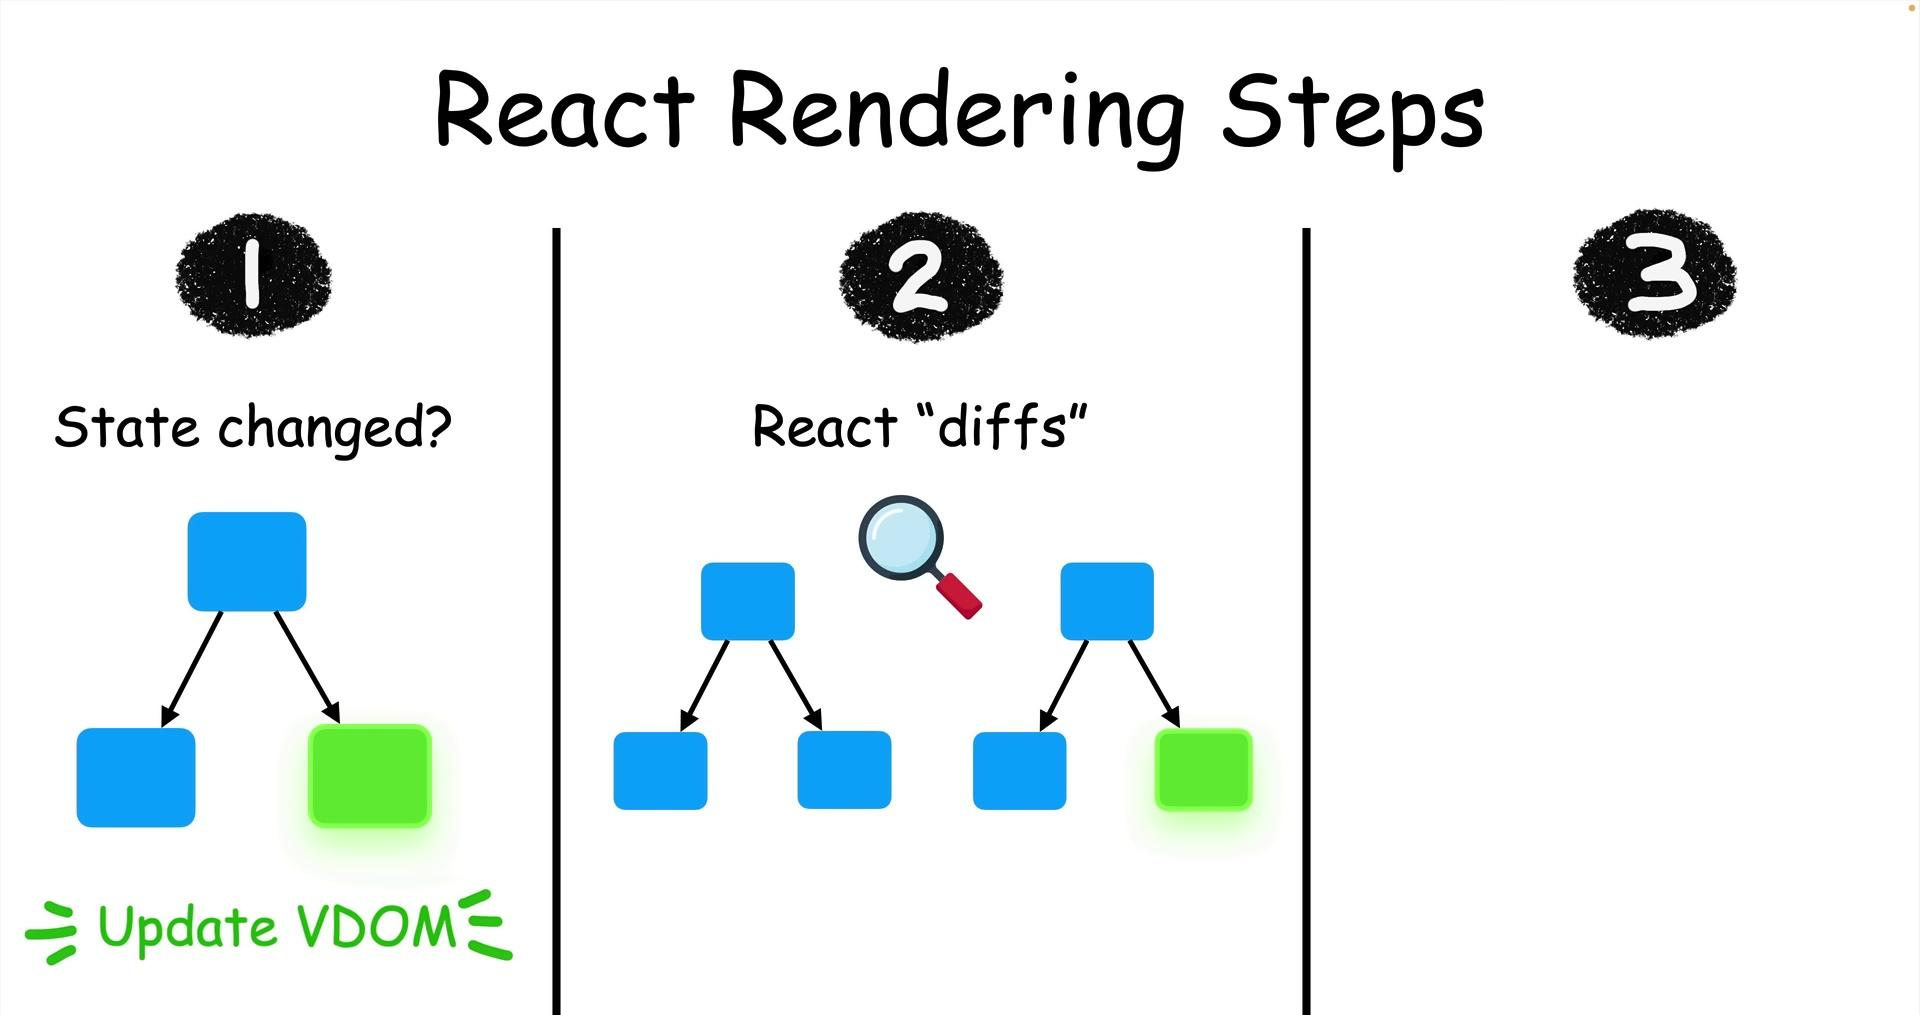 React Rendering Steps
1
State changed?
Update VDOM
2
React “diffs”
3